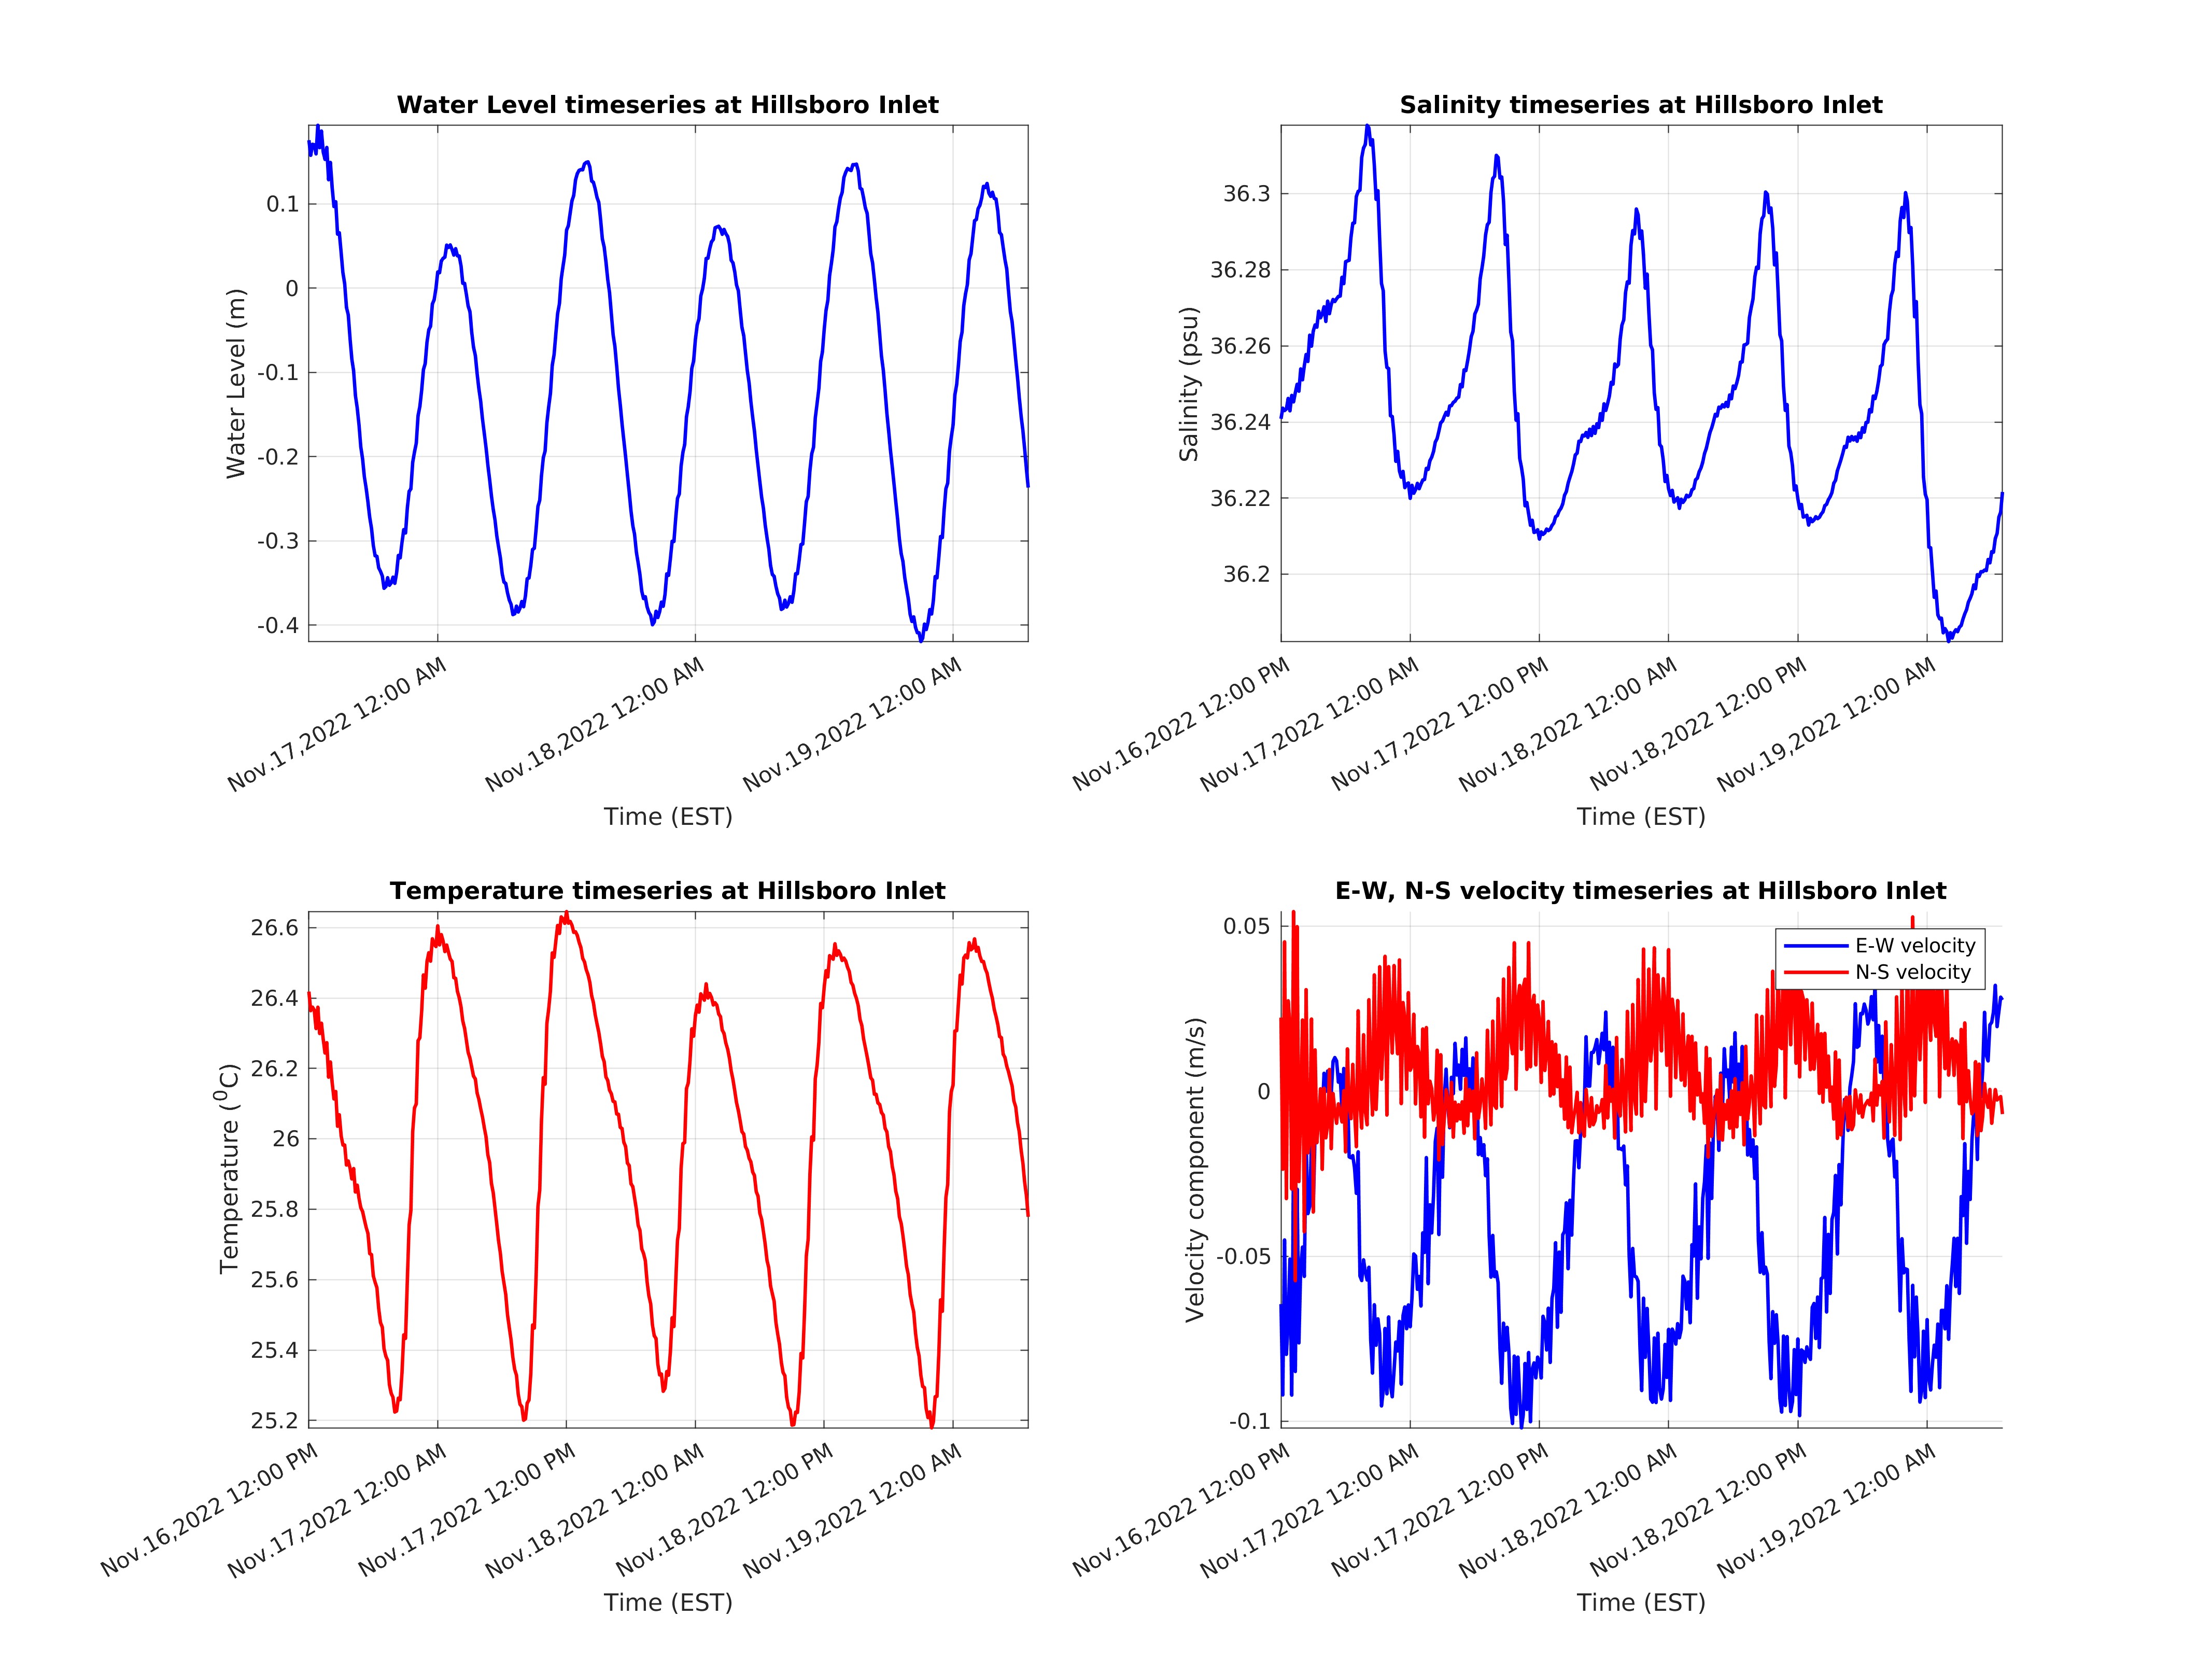 Water Level timeseries at Hillsboro Inlet
Water Level (m)
0.1
0
-0.1
-0.2
-0.3
-0.4
Nov.17,2022 12:00 AM
Nov.18,2022 12:00 AM
Nov.19,2022 12:00 AM
Time (EST)
Salinity timeseries at Hillsboro Inlet
Salinity (psu)
36.3
36.28
36.26
36.24
36.22
36.2
Nov.16,2022 12:00 PM
Nov.17,2022 12:00 AM
Nov.17,2022 12:00 PM
Nov.18,2022 12:00 AM
Nov.18,2022 12:00 PM
Nov.19,2022 12:00 AM
Time (EST)
Temperature timeseries at Hillsboro Inlet
Temperature (⁰C)
26.6
26.4
26.2
26
25.8
25.6
25.4
25.2
Nov.16,2022 12:00 PM
Nov.17,2022 12:00 AM
Nov.17,2022 12:00 PM
Nov.18,2022 12:00 AM
Nov.18,2022 12:00 PM
Nov.19,2022 12:00 AM
Time (EST)
E-W, N-S velocity timeseries at Hillsboro Inlet
Velocity component (m/s)
0.05
0
-0.05
-0.1
E-W velocity
N-S velocity
Nov.16,2022 12:00 PM
Nov.17,2022 12:00 AM
Nov.17,2022 12:00 PM
Nov.18,2022 12:00 AM
Nov.18,2022 12:00 PM
Nov.19,2022 12:00 AM
Time (EST)